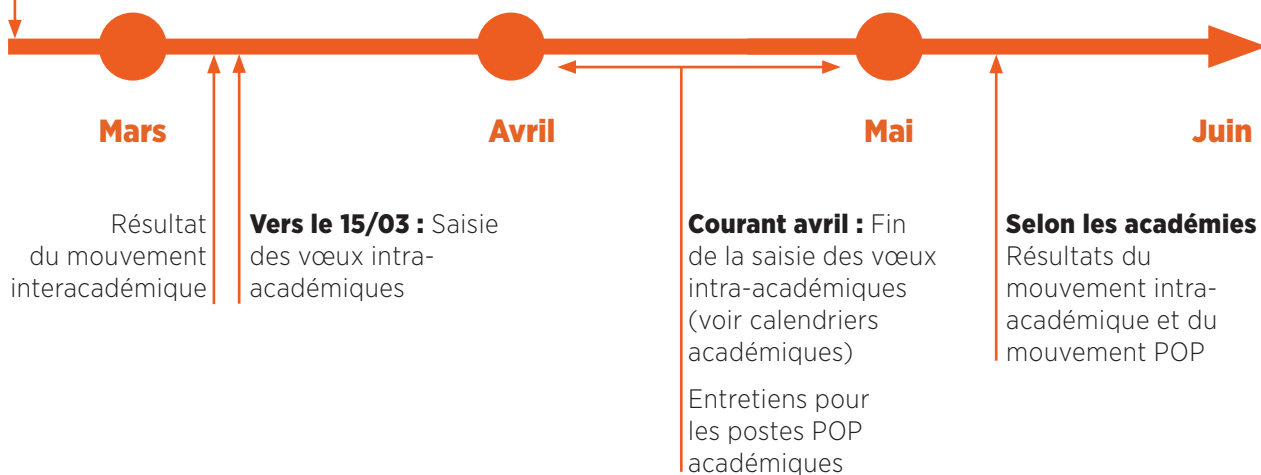 Mars
Avril
Mai
Juin
Résultat
du mouvement
interacadémique
Vers le 15/03 : Saisie
des vœux intra-
académiques
Courant avril : Fin
de la saisie des vœux
intra-académiques
(voir calendriers
académiques)
Entretiens pour
les postes POP
académiques
Selon les académies
Résultats du
mouvement intra-
académique et du
mouvement POP